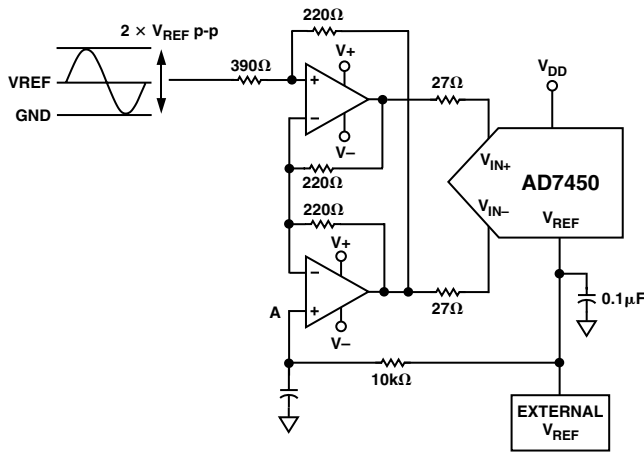 2 × VREF p-p
VREF
GND
390Ω
220Ω
V+
+
−
V−
220Ω
220Ω
V+
−
+
V−
A
27Ω
27Ω
10kΩ
VDD
VIN+
AD7450
VIN−
VREF
0.1µF
EXTERNAL
VREF